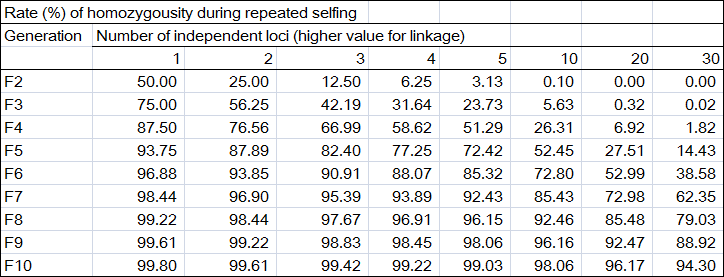 Rate (%) of homozygousity during repeated selfing
Generation Number of independent loci (higher value for linkage)
1 2 3 4 5 10 20 30
F2 50.00 25.00 12.50 6.25 3.13 0.10 0.00 0.00
F3 75.00 56.25 42.19 31.64 23.73 5.63 0.32 0.02
F4 87.50 76.56 66.99 58.62 51.29 26.31 6.92 1.82
F5 93.75 87.89 82.40 77.25 72.42 52.45 27.51 14.43
F6 96.88 93.85 90.91 88.07 85.32 72.80 52.99 38.58
F7 98.44 96.90 95.39 93.89 92.43 85.43 72.98 62.35
F8 99.22 98.44 97.67 96.91 96.15 92.46 85.48 79.03
F9 99.61 99.22 98.83 98.45 98.06 96.16 92.47 88.92
F10 99.80 99.61 99.42 99.22 99.03 98.06 96.17 94.30